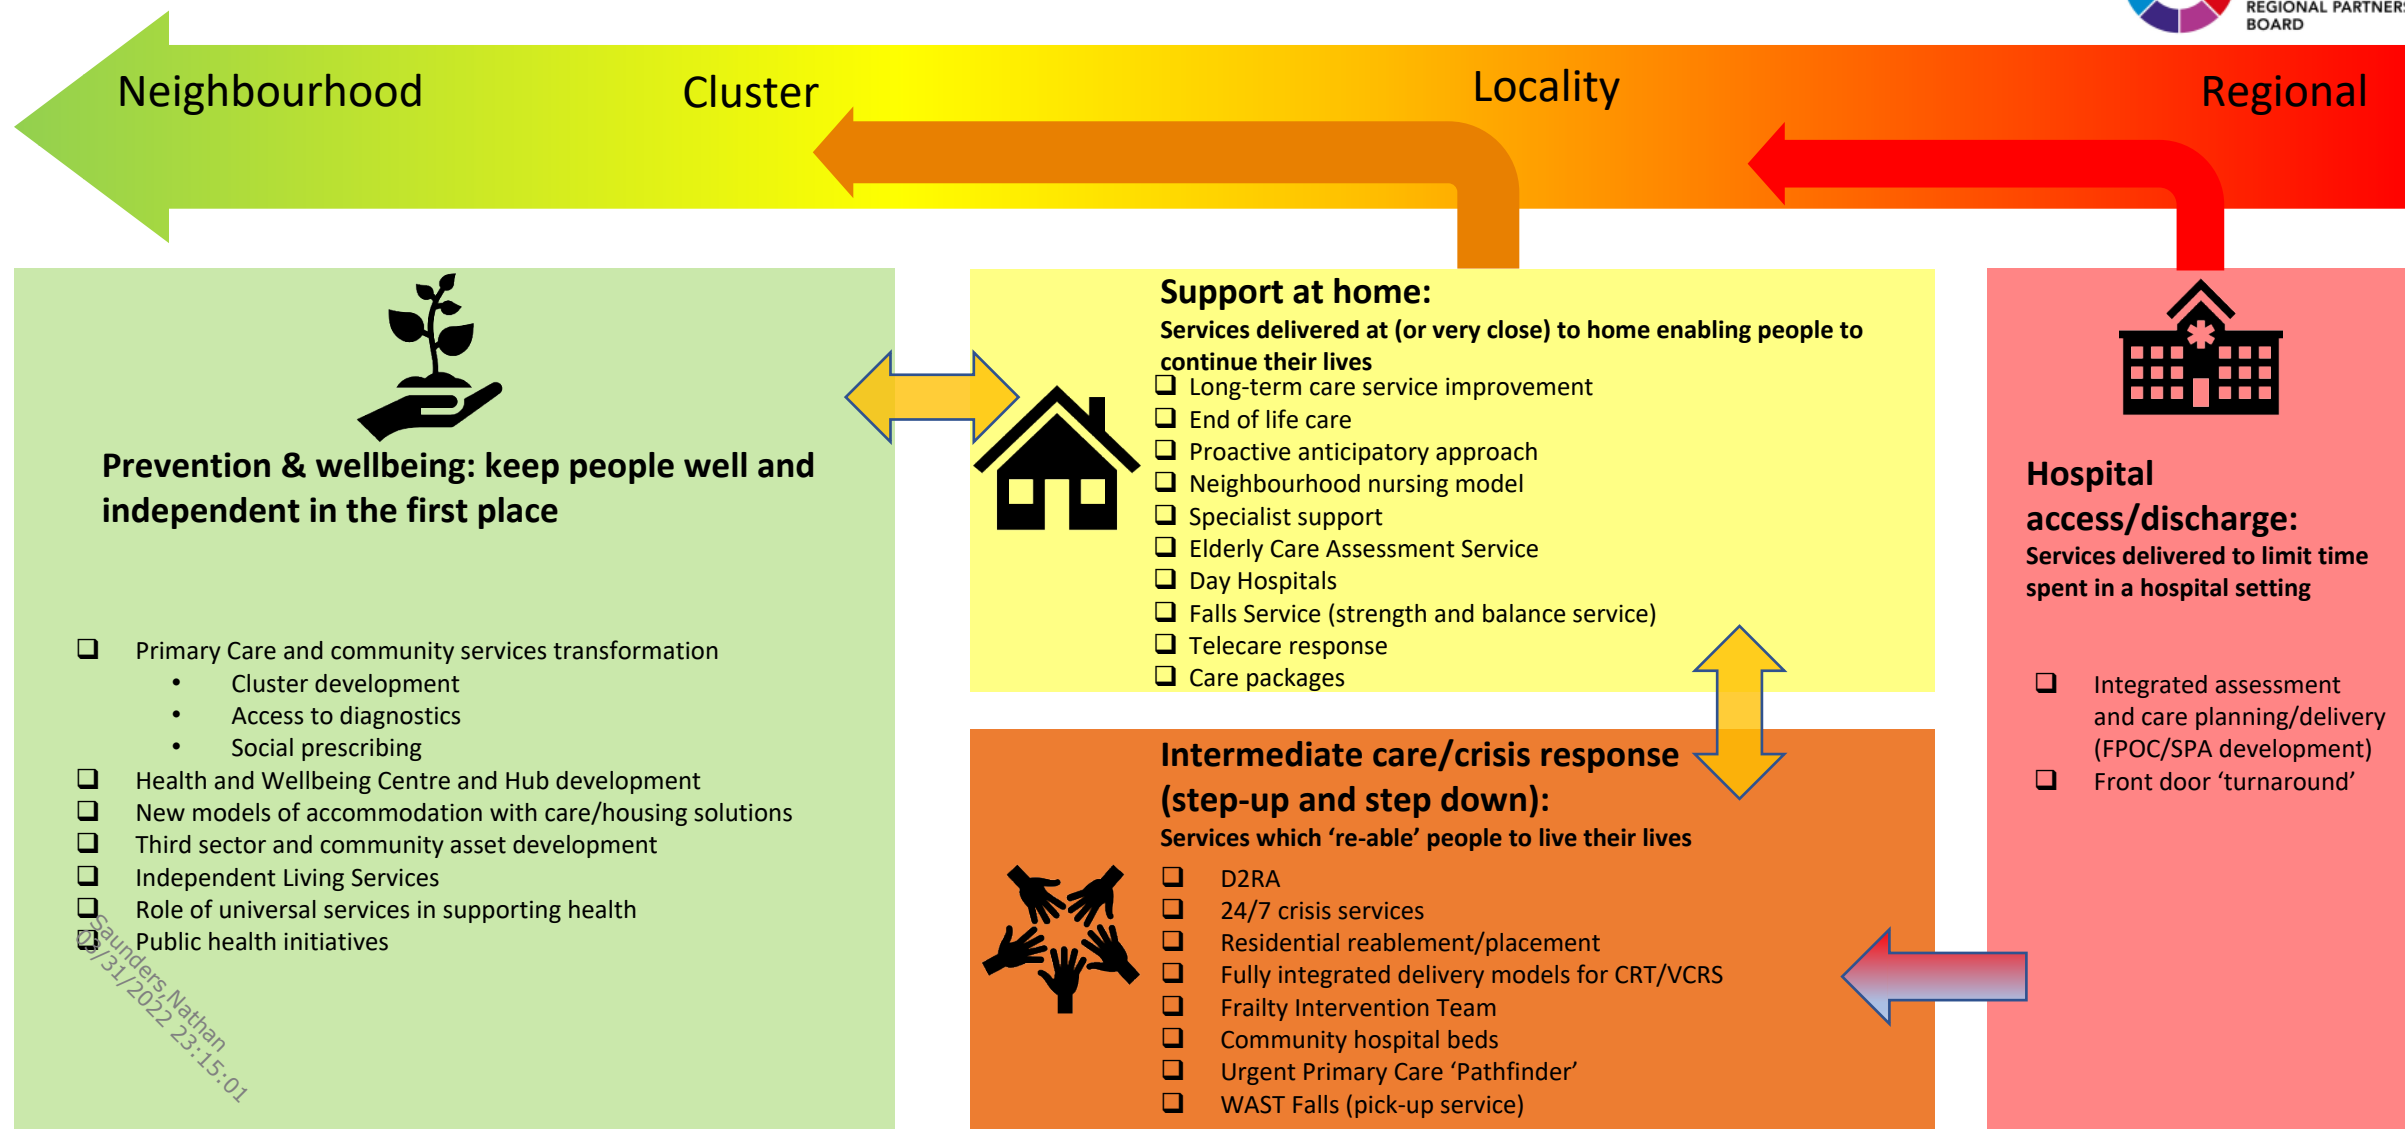 REGIONAL PARTNERS
BOARD
Neighbourhood
Cluster
Locality
Regional
Prevention & wellbeing: keep people well and
independent in the first place
❑ Primary Care and community services transformation
• Cluster development
• Access to diagnostics
• Social prescribing
❑ Health and Wellbeing Centre and Hub development
❑ New models of accommodation with care/housing solutions
❑ Third sector and community asset development
❑ Independent Living Services
❑ Role of universal services in supporting health
❑ Public health initiatives
Support at home:
Services delivered at (or very close) to home enabling people to
continue their lives
❑ Long-term care service improvement
❑ End of life care
❑ Proactive anticipatory approach
❑ Neighbourhood nursing model
❑ Specialist support
❑ Elderly Care Assessment Service
❑ Day Hospitals
❑ Falls Service (strength and balance service)
❑ Telecare response
❑ Care packages
Intermediate care/crisis response
(step-up and step down):
Services which ‘re-able’ people to live their lives
❑ D2RA
❑ 24/7 crisis services
❑ Residential reablement/placement
❑ Fully integrated delivery models for CRT/VCRS
❑ Frailty Intervention Team
❑ Community hospital beds
❑ Urgent Primary Care ‘Pathfinder’
❑ WAST Falls (pick-up service)
Hospital
access/discharge:
Services delivered to limit time
spent in a hospital setting
❑ Integrated assessment
and care planning/delivery
(FPOC/SPA development)
❑ Front door ‘turnaround’
Saunders,Nathan
/31/2022 23:15:01